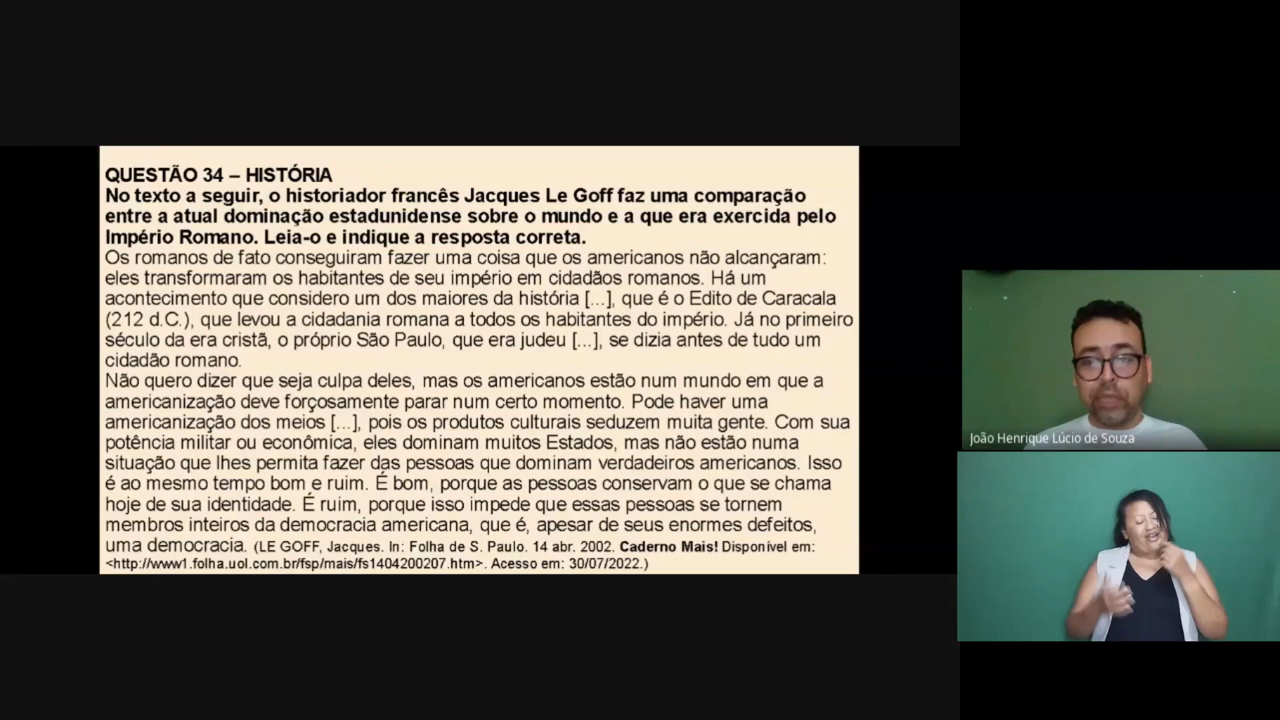 QUESTÃO 34 – HISTÓRIA
No texto a seguir, o historiador francês Jacques Le Goff faz uma comparação
entre a atual dominação estadunidense sobre o mundo e a que era exercida pelo
Império Romano. Leia-o e indique a resposta correta.
Os romanos de fato conseguiram fazer uma coisa que os americanos não alcançaram:
eles transformaram os habitantes de seu império em cidadãos romanos. Há um
acontecimento que considero um dos maiores da história [...], que é o Edito de Caracala
(212 d.C.), que levou a cidadania romana a todos os habitantes do império. Já no primeiro
século da era cristã, o próprio São Paulo, que era judeu [...], se dizia antes de tudo um
cidadão romano.
Não quero dizer que seja culpa deles, mas os americanos estão num mundo em que a
americanização deve forçosamente parar num certo momento. Pode haver uma
americanização dos meios [...], pois os produtos culturais seduzem muita gente. Com sua
potência militar ou econômica, eles dominam muitos Estados, mas não estão numa
situação que lhes permita fazer das pessoas que dominam verdadeiros americanos. Isso
é ao mesmo tempo bom e ruim. É bom, porque as pessoas conservam o que se chama
hoje de sua identidade. É ruim, porque isso impede que essas pessoas se tornem
membros inteiros da democracia americana, que é, apesar de seus enormes defeitos,
uma democracia. (LE GOFF, Jacques. In: Folha de S. Paulo. 14 abr. 2002. Caderno Mais! Disponível em:
<http://www1.folha.uol.com.br/fsp/mais/fs1404200207.htm>. Acesso em: 30/07/2022.)
João Henrique Lúcio de Souza